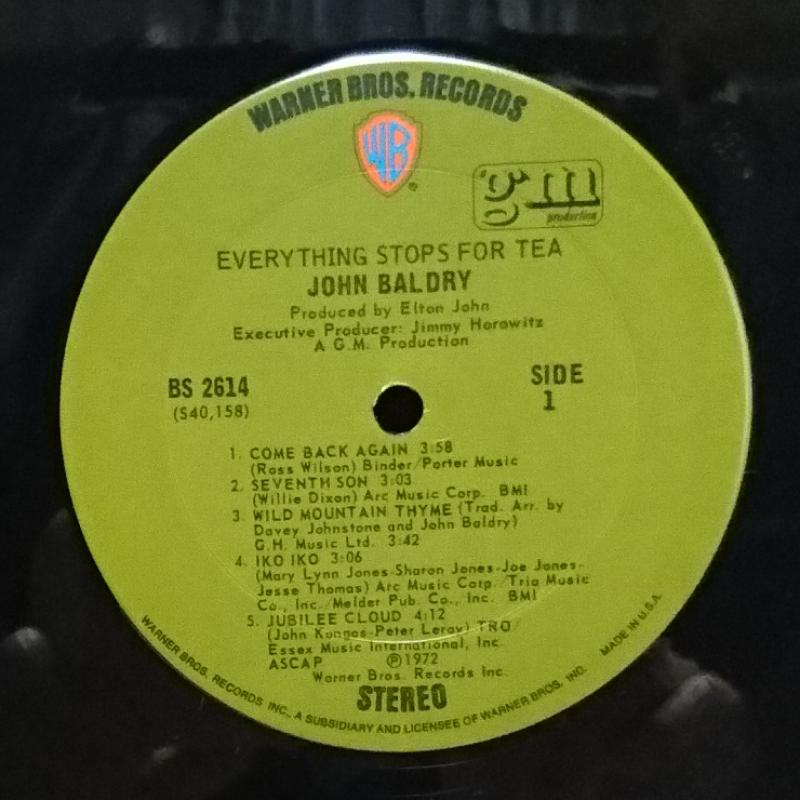 WARNER BROS. RECORDS
WB
®
gm
production
EVERYTHING STOPS FOR TEA
JOHN BALDRY
Produced by Elton John
Executive Producer: Jimmy Horowitz
A G.M. Production
BS 2614
(S40,158)
SIDE
1
1. COME BACK AGAIN 3:58
(Ross Wilson) Binder/Porter Music
2. SEVENTH SON 3:03
(Willie Dixon) Arc Music Corp. BMI
3. WILD MOUNTAIN THYME (Trad. Arr. by
Davey Johnstone and John Baldry)
G.H. Music Ltd. 3:42
4. IKO IKO 3:06
(Mary Lynn Jones-Sharon Jones-Joe Jones-
Jesse Thomas) Arc Music Corp./Trio Music
Co., Inc./Melder Pub. Co., Inc. BMI
5. JUBILEE CLOUD 4:12
(John Kongos-Peter Leroy) TRO
Essex Music International, Inc.
ASCAP ℗1972
Warner Bros. Records Inc.
STEREO
WARNER BROS. RECORDS INC., A SUBSIDIARY AND LICENSEE OF WARNER BROS. INC. MADE IN U.S.A.